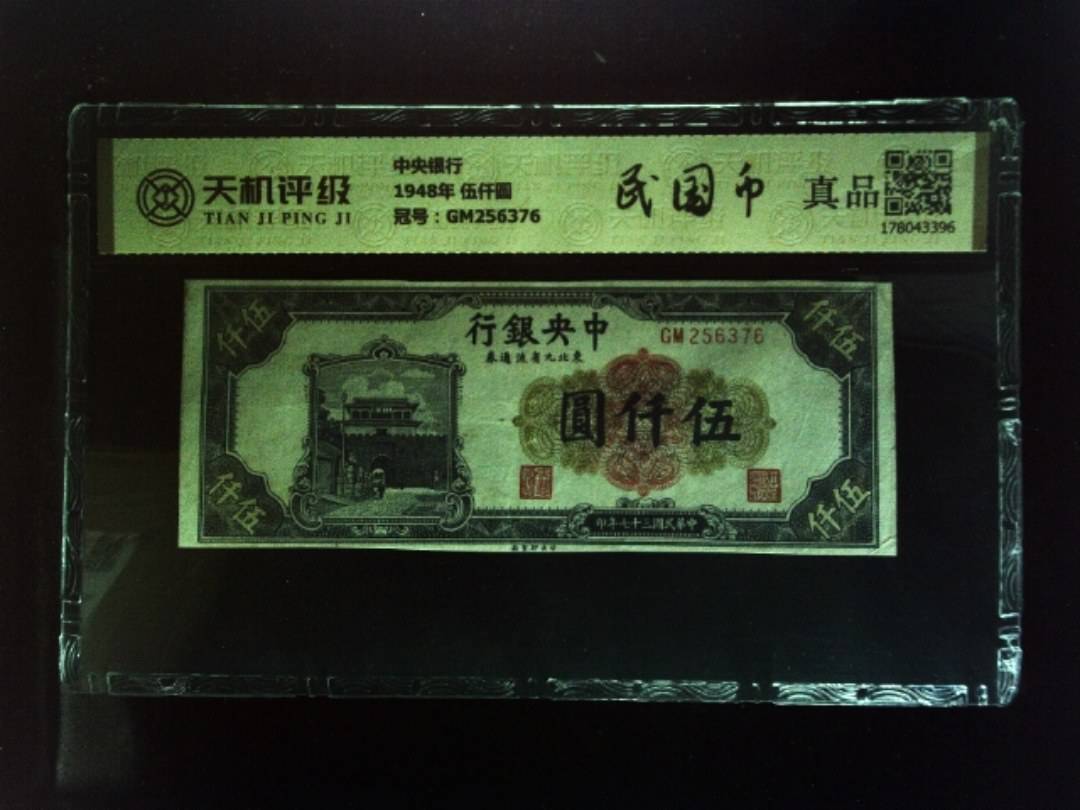 天机评级
TIAN JI PING JI
中央银行
1948年 伍仟圓
冠号：GM256376
民国币
真品
178043396
仟伍
行銀央中
券通流省九北東
GM 256376
仟伍
圓仟伍
仟伍
印年七十三國民華中
仟伍